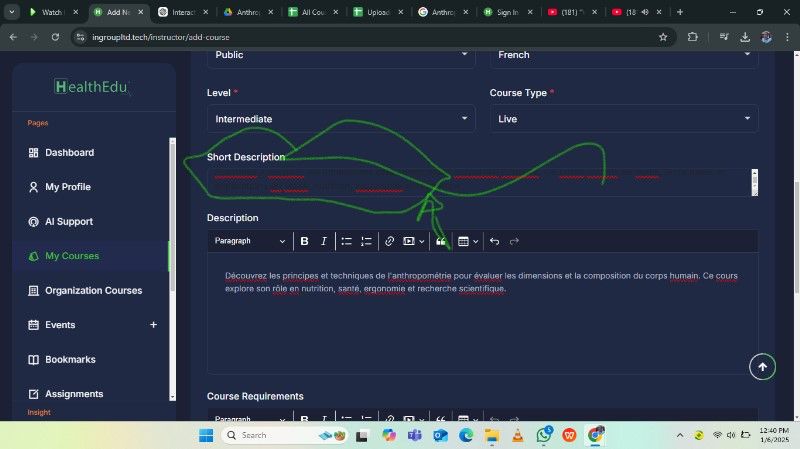 Watch
Add Ne
Interact
Anthrop
All Cou
Upload
Anthrop
Sign In
(181) "
(18
ingroupltd.tech/instructor/add-course
HealthEdu
Pages
Dashboard
My Profile
AI Support
My Courses
Organization Courses
Events
Bookmarks
Assignments
Insight
Public
French
Level *
Course Type *
Intermediate
Live
Short Description
Description
Paragraph
B I
Découvrez les principes et techniques de l'anthropométrie pour évaluer les dimensions et la composition du corps humain. Ce cours
explore son rôle en nutrition, santé, ergonomie et recherche scientifique.
Course Requirements
Paragraph
B I
Search
5
12:40 PM
1/6/2025